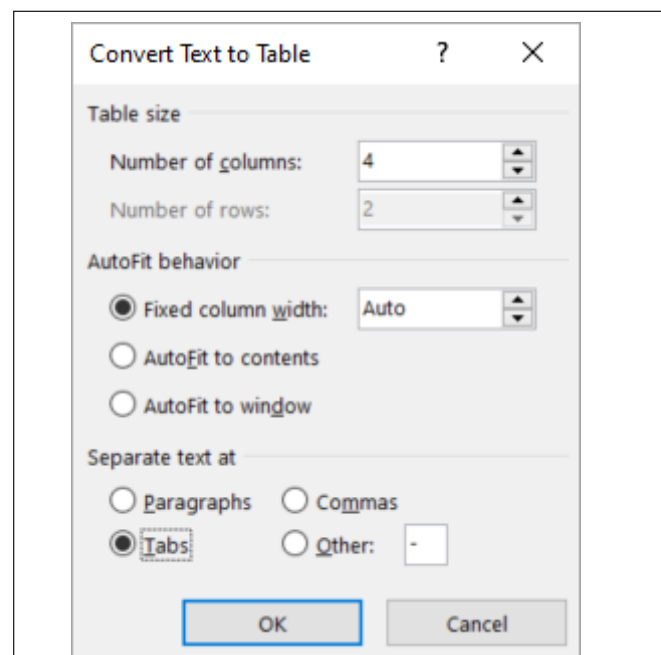 Convert Text to Table ?
Table size
Number of columns: 4
Number of rows: 2
AutoFit behavior
Fixed column width: Auto
AutoFit to contents
AutoFit to window
Separate text at
Paragraphs Commas
Tabs Other: -
OK Cancel